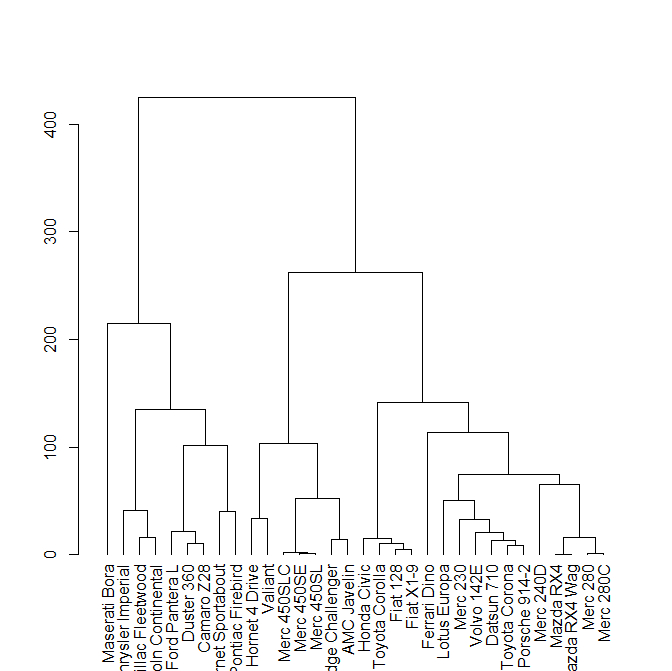 400
300
200
100
0
Maserati Bora
nrysler Imperial
illac Fleetwood
oln Continental
Ford Pantera L
Duster 360
Camaro Z28
rnet Sportabout
Pontiac Firebird
Hornet 4 Drive
Valiant
Merc 450SLC
Merc 450SE
Merc 450SL
dge Challenger
AMC Javelin
Honda Civic
Toyota Corolla
Fiat 128
Fiat X1-9
Ferrari Dino
Lotus Europa
Merc 230
Volvo 142E
Datsun 710
Toyota Corona
Porsche 914-2
Merc 240D
Mazda RX4
azda RX4 Wag
Merc 280
Merc 280C